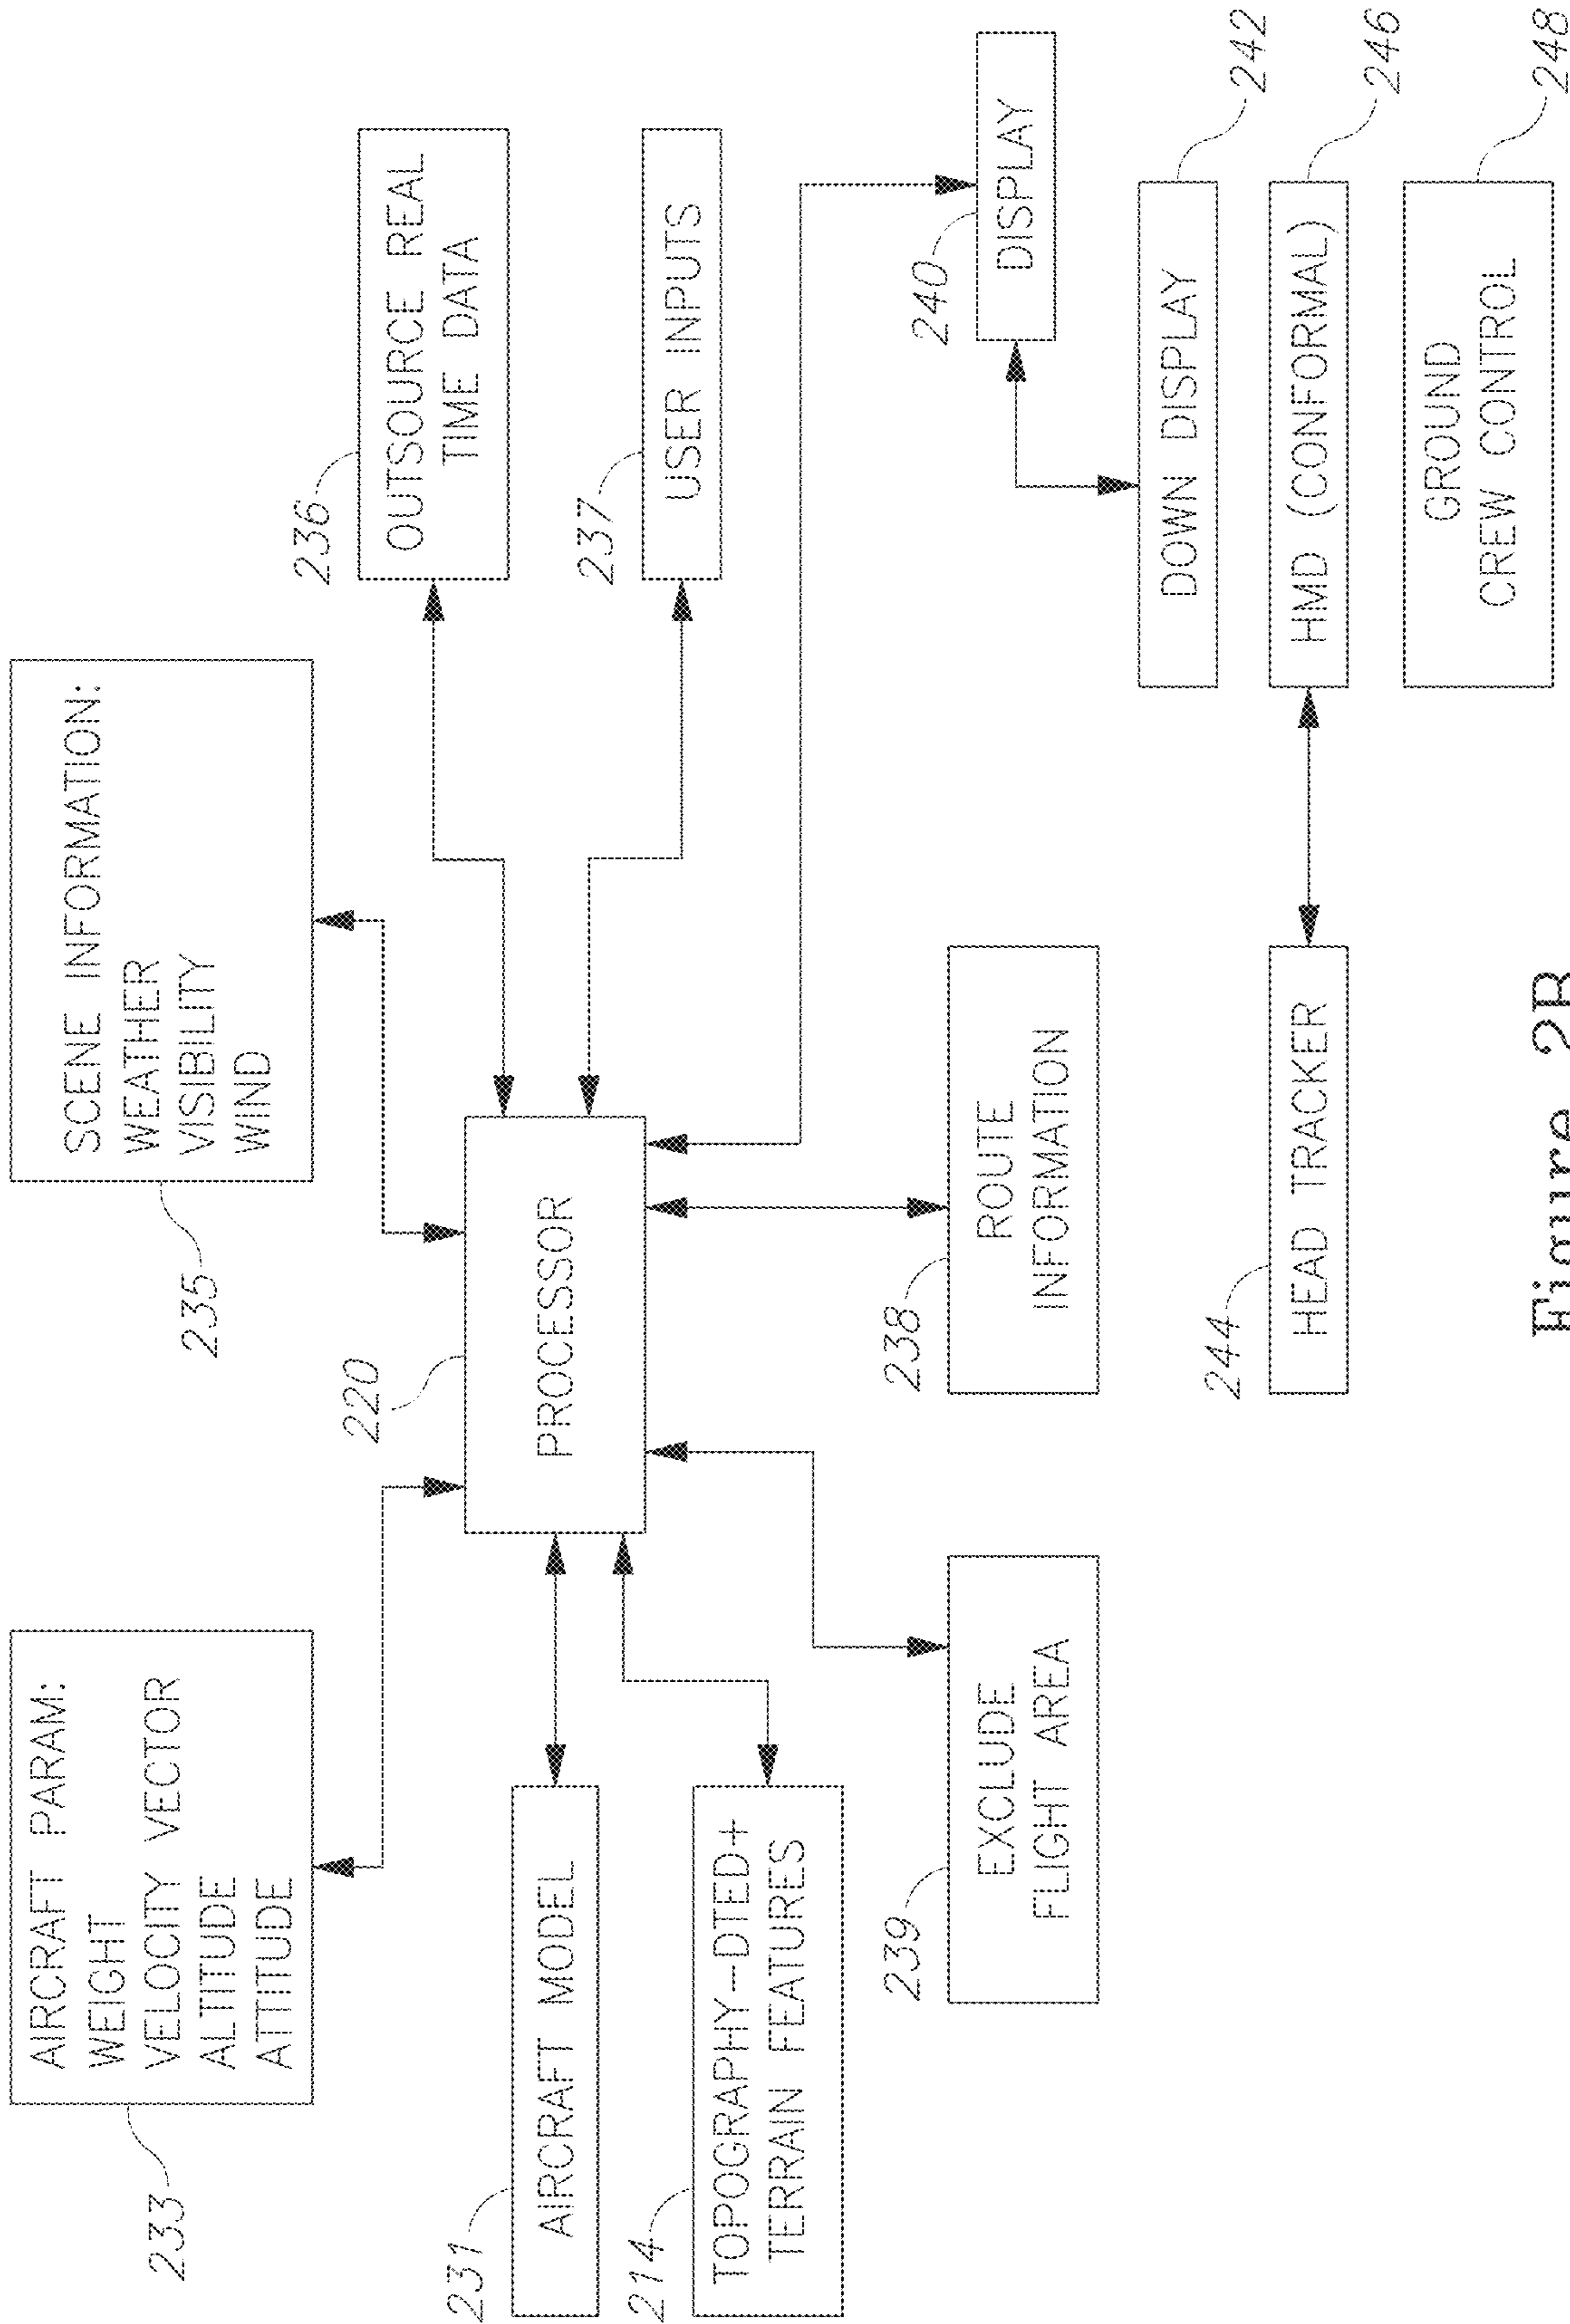 233
AIRCRAFT PARAM:
WEIGHT
VELOCITY VECTOR
ALTITUDE
ATTITUDE
235
SCENE INFORMATION:
WEATHER
VISIBILITY
WIND
236
OUTSOURCE REAL
TIME DATA
220
PROCESSOR
231
AIRCRAFT MODEL
237
USER INPUTS
214
TOPOGRAPHY-DTED+
TERRAIN FEATURES
239
EXCLUDE
FLIGHT AREA
238
ROUTE
INFORMATION
240
DISPLAY
DOWN DISPLAY
242
244
HEAD TRACKER
HMD (CONFORMAL)
246
GROUND
CREW CONTROL
248
Figure 2B